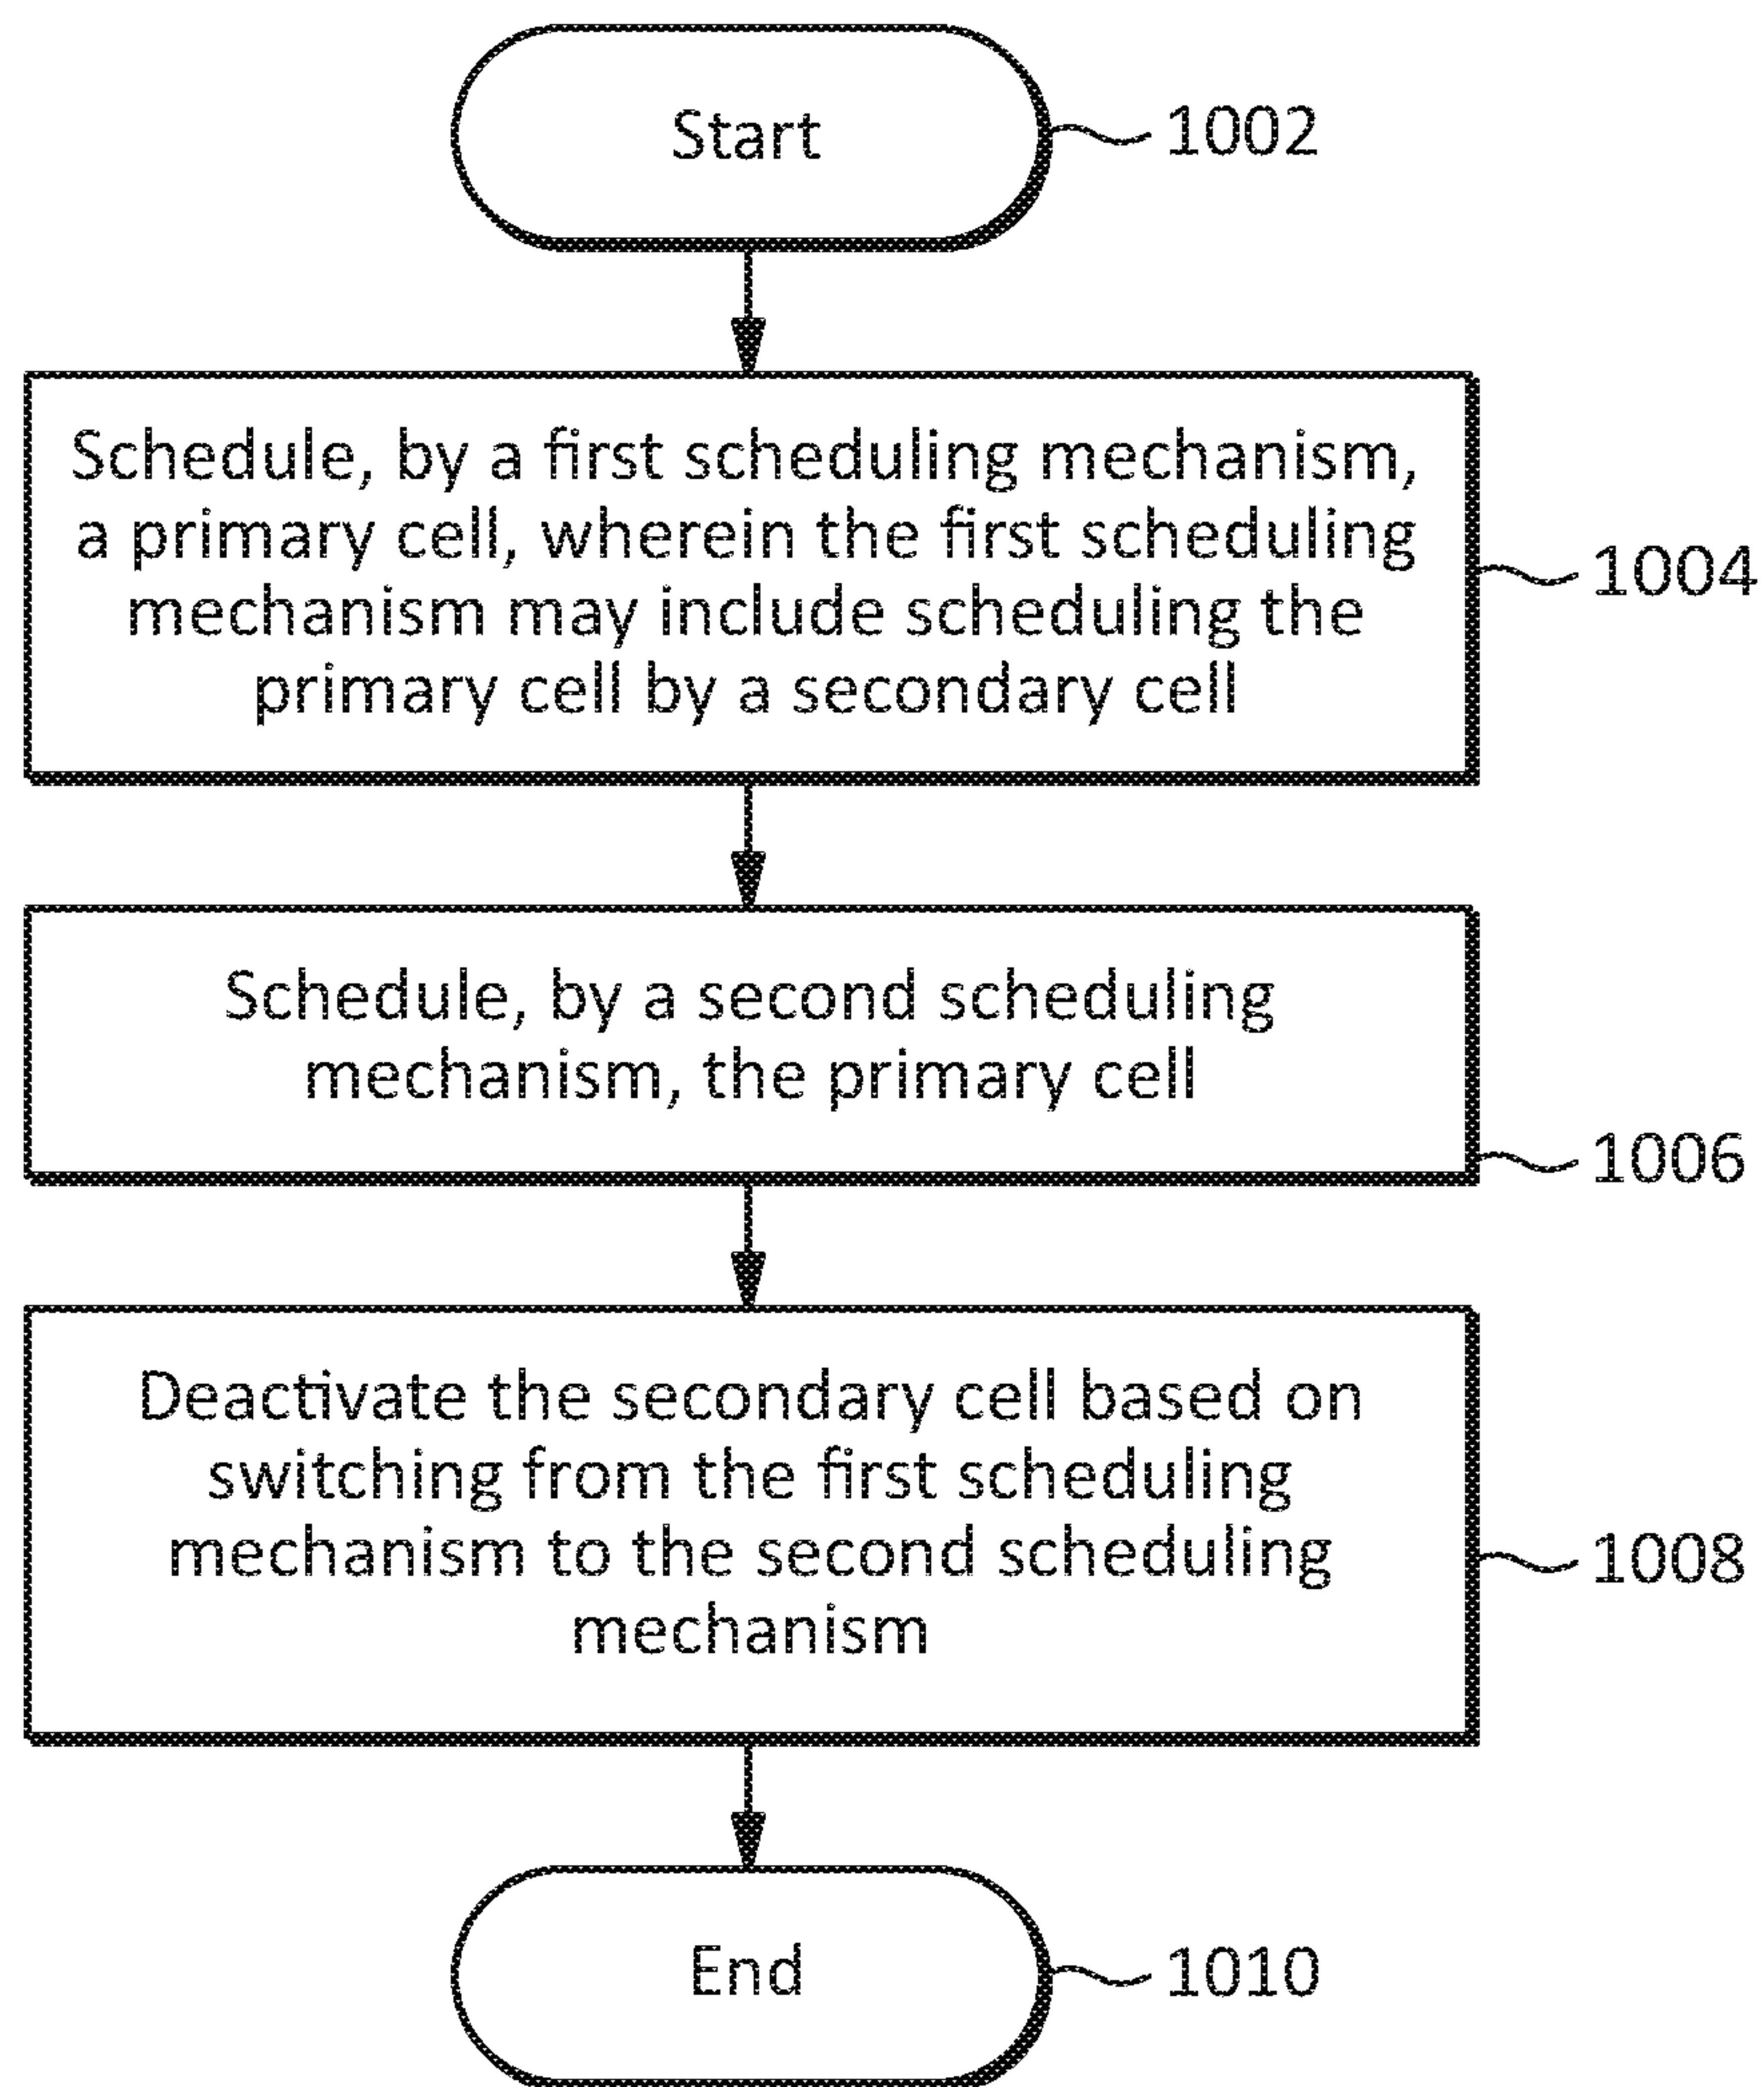 Start
1002
Schedule, by a first scheduling mechanism,
a primary cell, wherein the first scheduling
mechanism may include scheduling the
primary cell by a secondary cell
1004
Schedule, by a second scheduling
mechanism, the primary cell
1006
Deactivate the secondary cell based on
switching from the first scheduling
mechanism to the second scheduling
mechanism
1008
End
1010